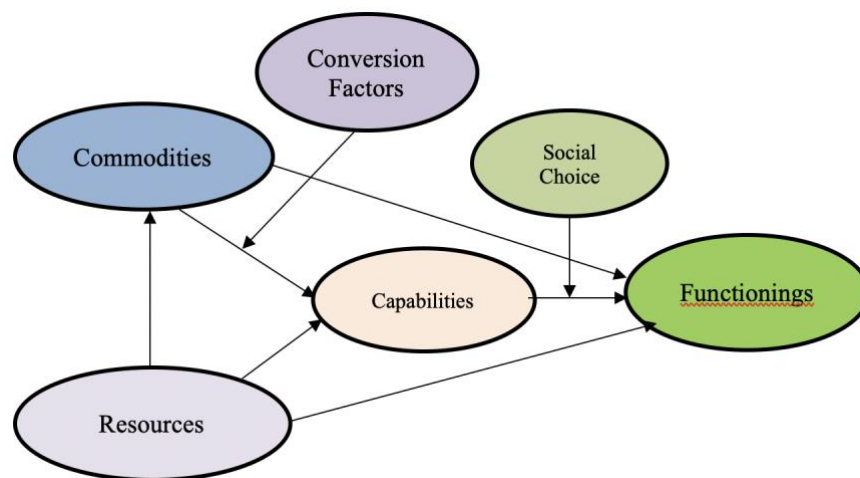 Conversion
Factors
Commodities
Social
Choice
Capabilities
Functionings
Resources